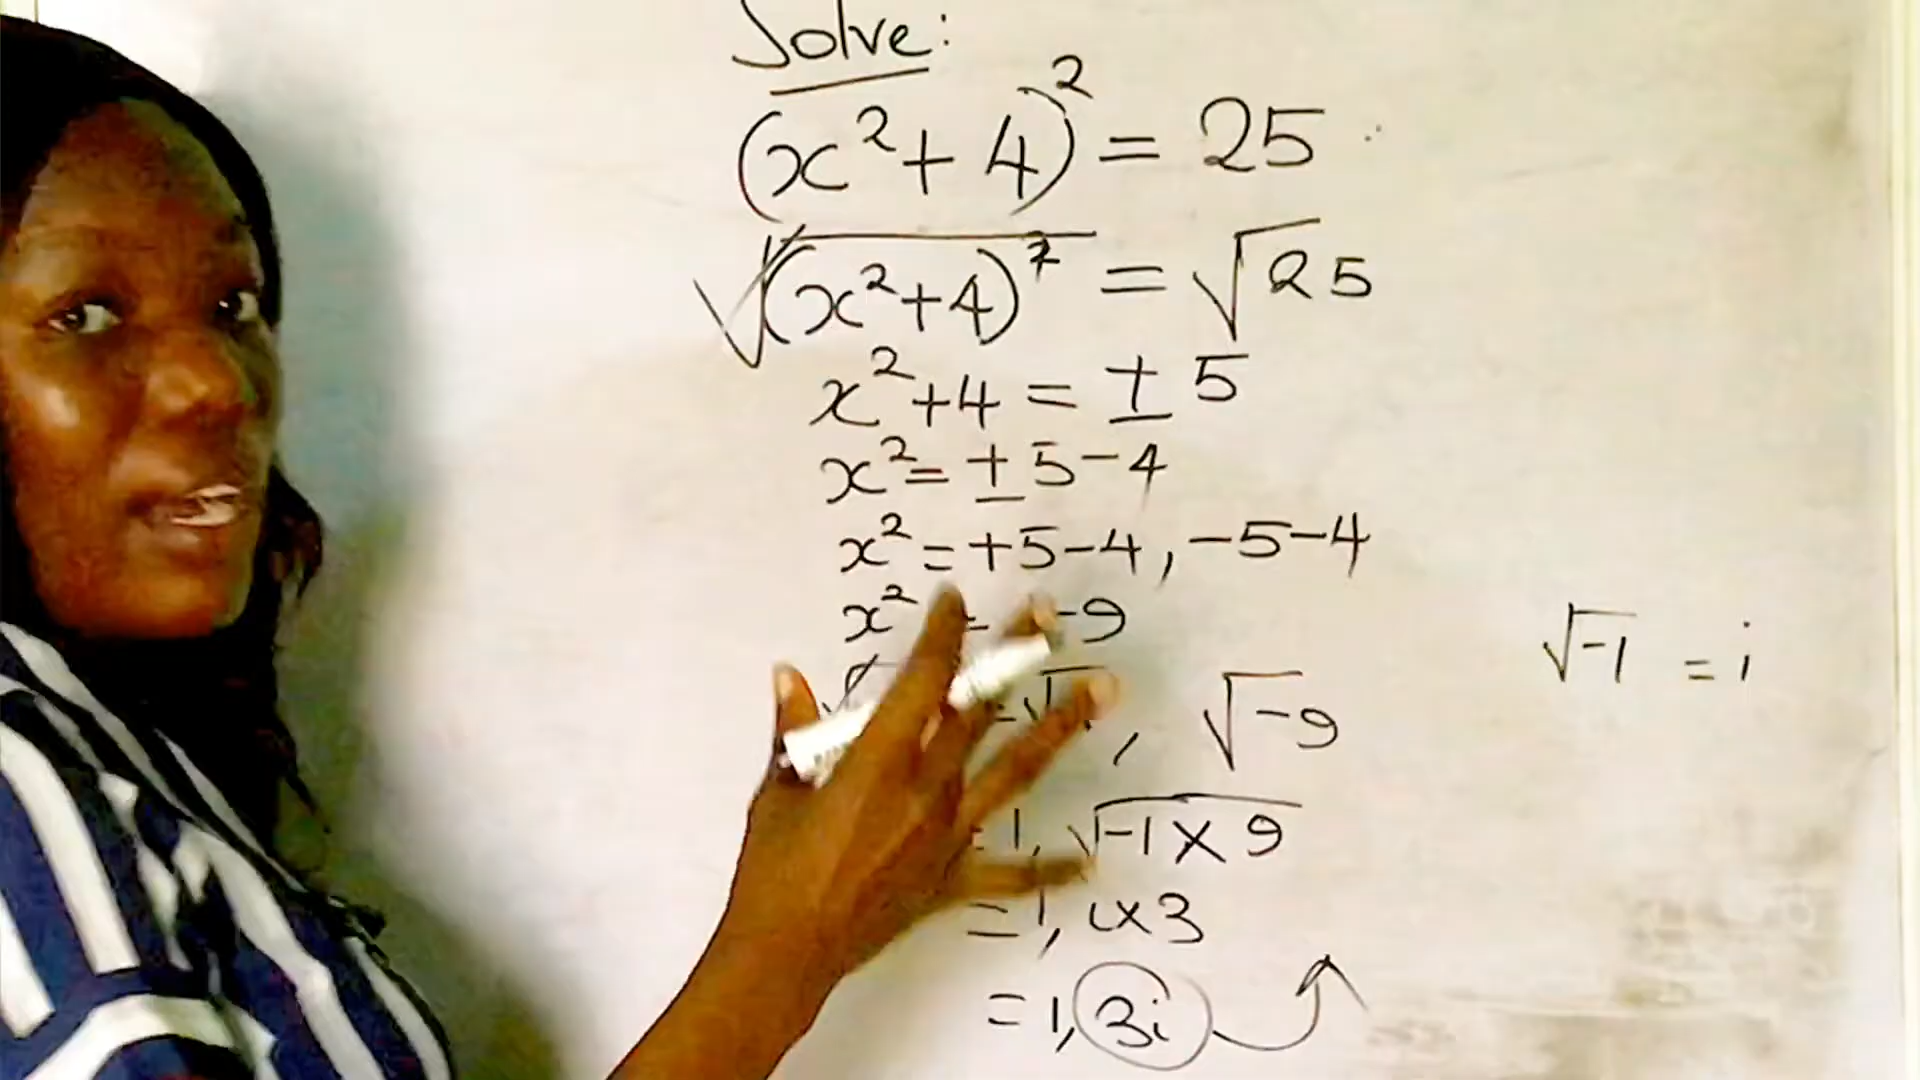 Solve:
(x²+4)² = 25
√(x²+4)² = √25
x²+4 = ±5
x² = ±5-4
x² = +5-4, -5-4
x² = -9
√-1 = i
= √ , √-9
= 1, √-1×9
= 1, i×3
= 1, 3i